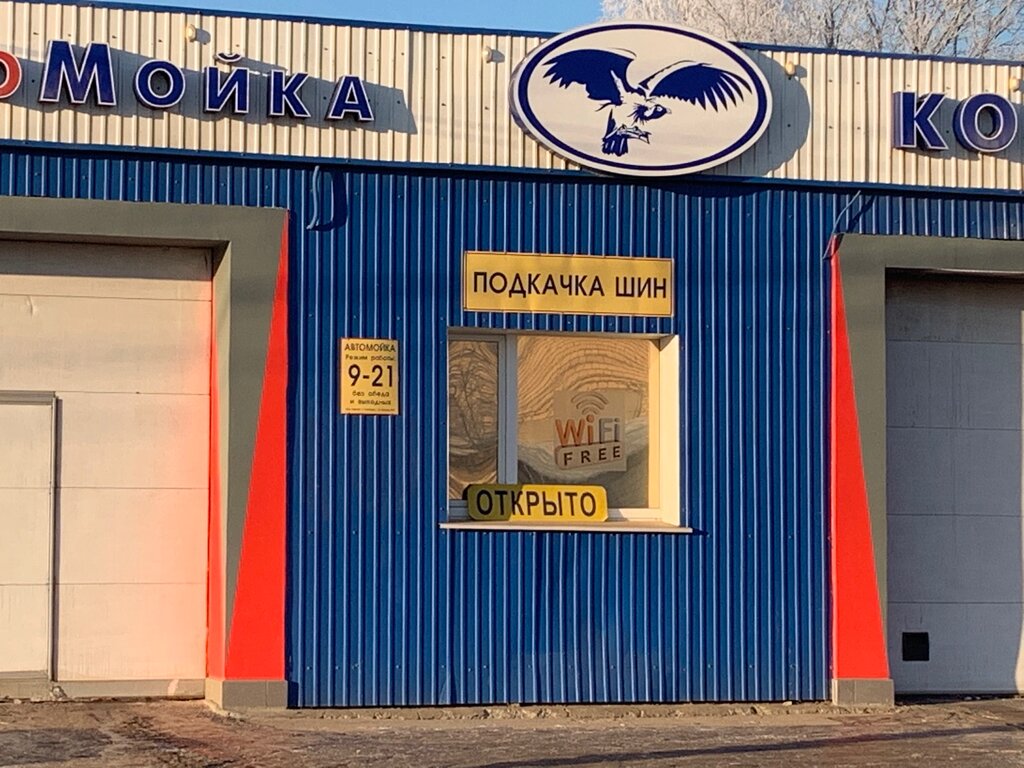 оМойка
ко
ПОДКАЧКА ШИН
АВТОМОЙКА
Режим работы:
9-21
без обеда
и выходных
WiFi
FREE
ОТКРЫТО